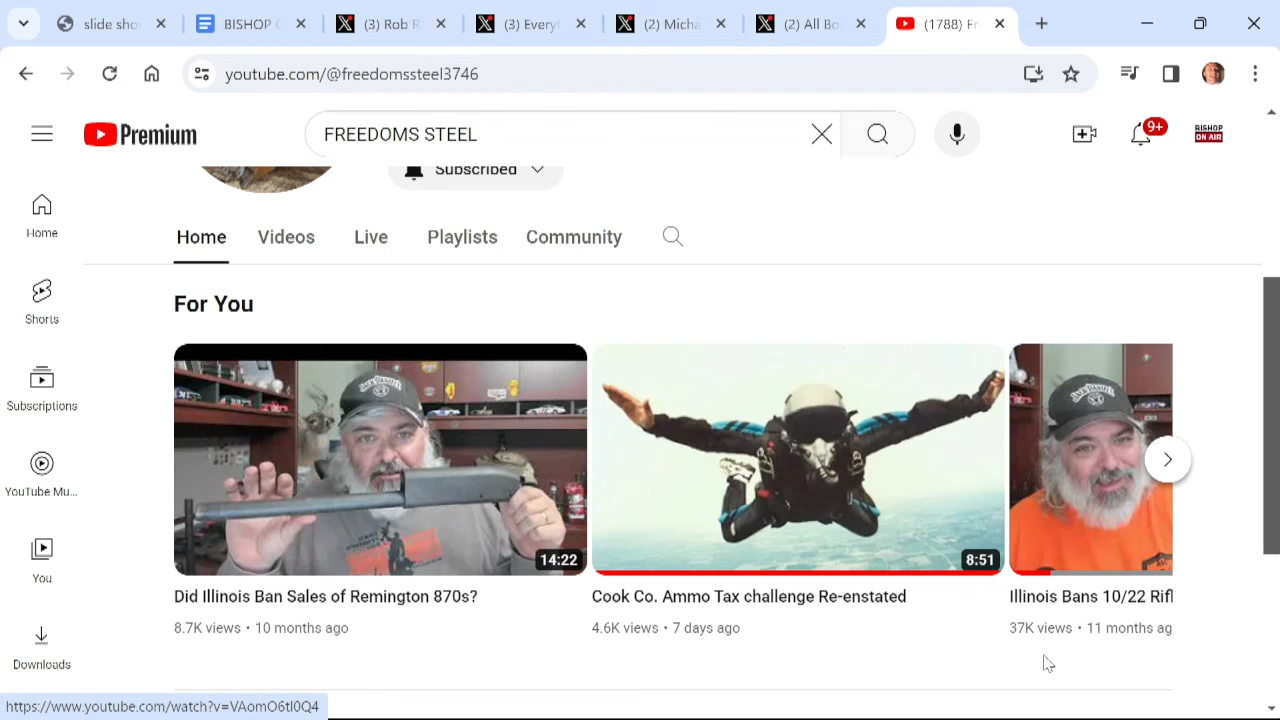 slide sho
BISHOP
(3) Rob R
(3) Every
(2) Micha
(2) All Bo
(1788) Fr
youtube.com/@freedomssteel3746
Premium
FREEDOMS STEEL
9+
BISHOP
ON AIR
Subscribed
Home
Videos
Live
Playlists
Community
Home
Shorts
Subscriptions
YouTube Mu...
You
Downloads
For You
14:22
8:51
Did Illinois Ban Sales of Remington 870s?
8.7K views • 10 months ago
Cook Co. Ammo Tax challenge Re-enstated
4.6K views • 7 days ago
Illinois Bans 10/22 Rifl
37K views • 11 months ag
https://www.youtube.com/watch?v=VAomO6tI0Q4